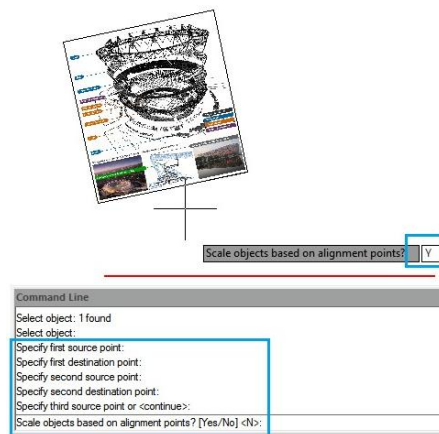 Scale objects based on alignment points?
Y
Command Line
Select object: 1 found
Select object:
Specify first source point:
Specify first destination point:
Specify second source point:
Specify second destination point:
Specify third source point or <continue>:
Scale objects based on alignment points? [Yes/No] <N>: